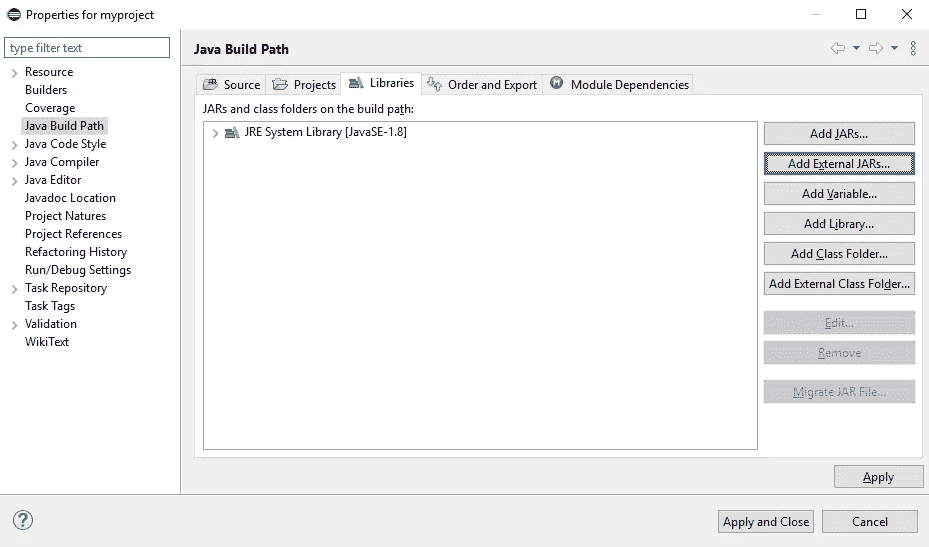 Properties for myproject
type filter text
Resource
Builders
Coverage
Java Build Path
Java Code Style
Java Compiler
Java Editor
Javadoc Location
Project Natures
Project References
Refactoring History
Run/Debug Settings
Task Repository
Task Tags
Validation
WikiText
Java Build Path
Source Projects Libraries Order and Export Module Dependencies
JARs and class folders on the build path:
JRE System Library [JavaSE-1.8]
Add JARs...
Add External JARs...
Add Variable...
Add Library...
Add Class Folder...
Add External Class Folder...
Edit...
Remove
Migrate JAR File...
Apply
?
Apply and Close Cancel